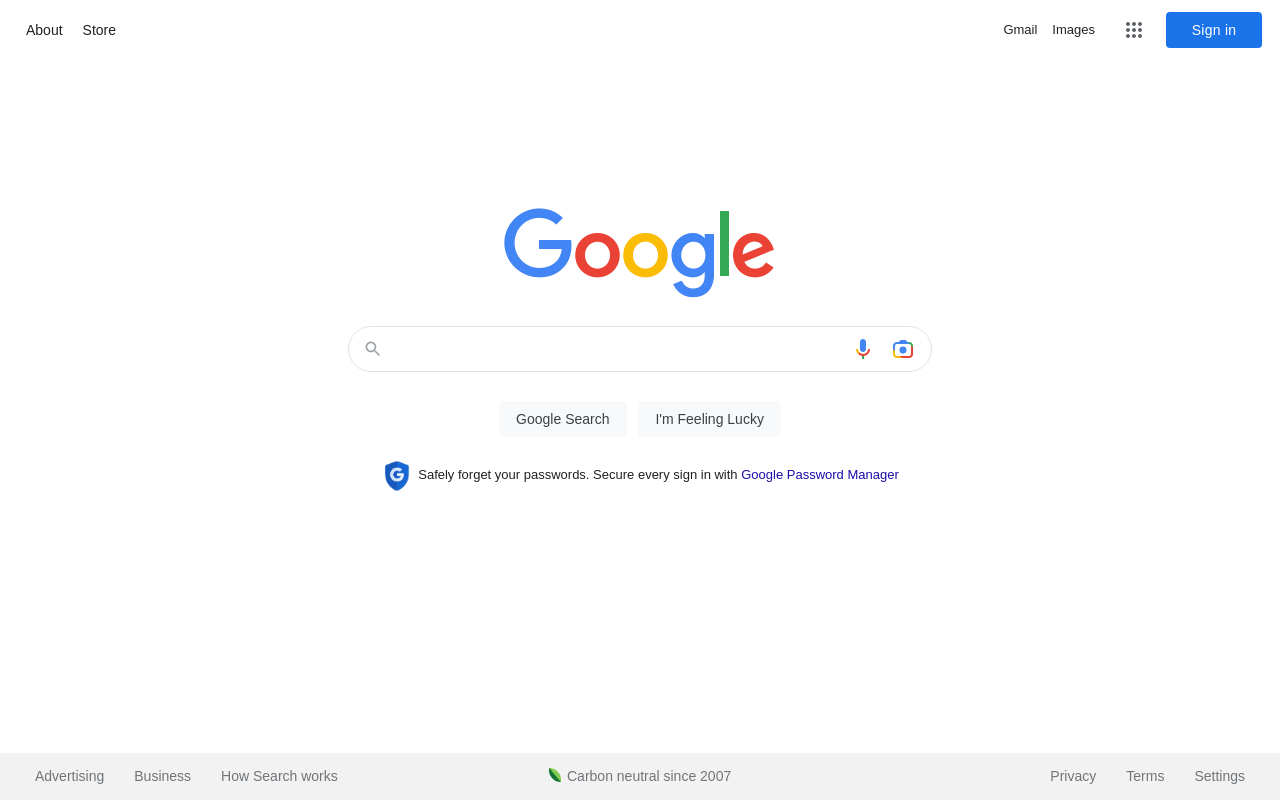 About Store Gmail Images Sign in
Google
Google Search I'm Feeling Lucky
Safely forget your passwords. Secure every sign in with Google Password Manager
Advertising Business How Search works Carbon neutral since 2007 Privacy Terms Settings